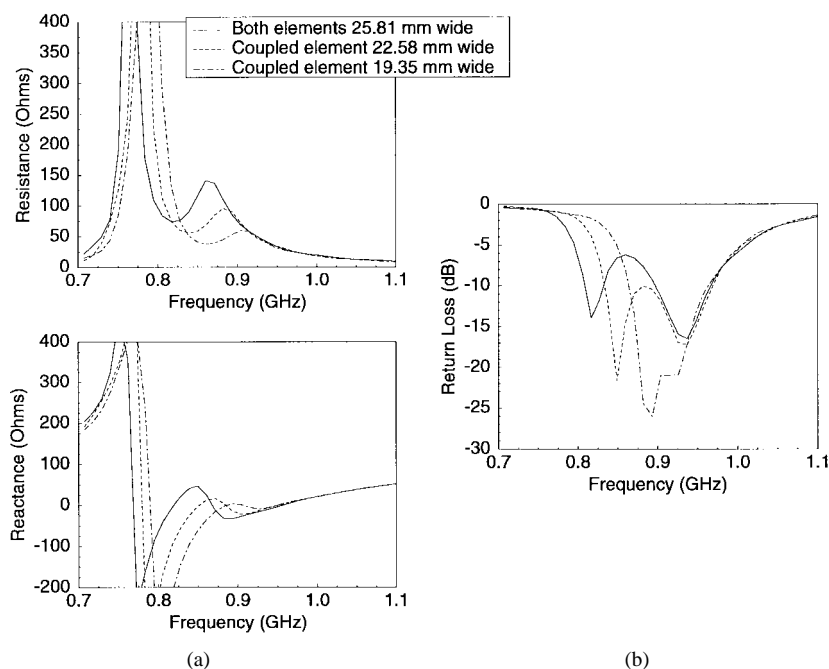 Both elements 25.81 mm wide
Coupled element 22.58 mm wide
Coupled element 19.35 mm wide
400
350
300
250
200
150
100
50
0
Resistance (Ohms)
0.7 0.8 0.9 1.0 1.1
Frequency (GHz)
400
300
200
100
0
-100
-200
Reactance (Ohms)
0.7 0.8 0.9 1.0 1.1
Frequency (GHz)
(a)
0
-5
-10
-15
-20
-25
-30
Return Loss (dB)
0.7 0.8 0.9 1.0 1.1
Frequency (GHz)
(b)